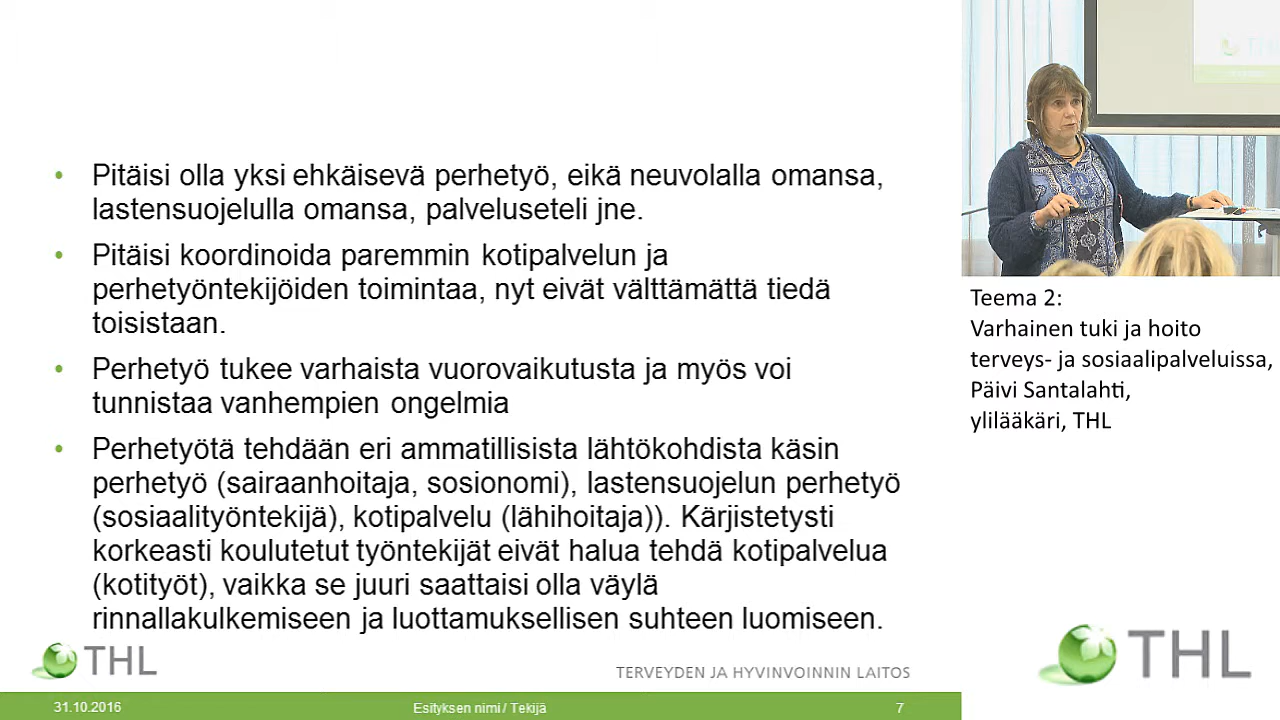 • Pitäisi olla yksi ehkäisevä perhetyö, eikä neuvolalla omansa,
lastensuojelulla omansa, palveluseteli jne.
• Pitäisi koordinoida paremmin kotipalvelun ja
perhetyöntekijöiden toimintaa, nyt eivät välttämättä tiedä
toisistaan.
• Perhetyö tukee varhaista vuorovaikutusta ja myös voi
tunnistaa vanhempien ongelmia
• Perhetyötä tehdään eri ammatillisista lähtökohdista käsin
perhetyö (sairaanhoitaja, sosionomi), lastensuojelun perhetyö
(sosiaalityöntekijä), kotipalvelu (lähihoitaja)). Kärjistetysti
korkeasti koulutetut työntekijät eivät halua tehdä kotipalvelua
(kotityöt), vaikka se juuri saattaisi olla väylä
rinnallakulkemiseen ja luottamuksellisen suhteen luomiseen.
THL
TERVEYDEN JA HYVINVOINNIN LAITOS
31.10.2016
Esityksen nimi / Tekijä
7
THL
Teema 2:
Varhainen tuki ja hoito
terveys- ja sosiaalipalveluissa,
Päivi Santalahti,
ylilääkäri, THL
THL